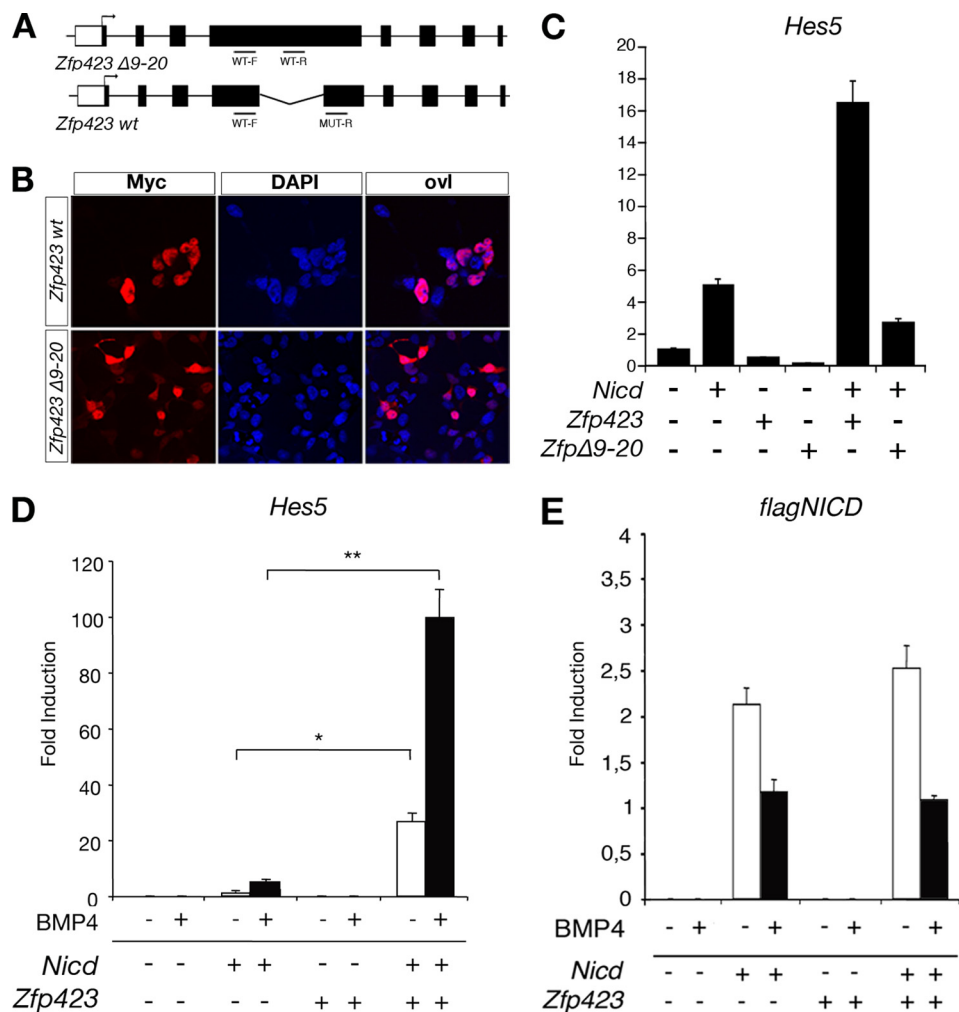 A
Zfp423 Δ9-20
WT-F WT-R
Zfp423 wt
WT-F MUT-R
B
Myc DAPI ovl
Zfp423 wt
Zfp423 Δ9-20
C
Hes5
20
18
16
14
12
10
8
6
4
2
0
Nicd - + - - + +
Zfp423 - - + - + -
ZfpΔ9-20 - - - + - +
D
Hes5
Fold Induction
120
100
80
60
40
20
0
**
*
BMP4 - + - + - + - +
Nicd - - + + - - + +
Zfp423 - - - - + + + +
E
flagNICD
Fold Induction
4
3,5
3
2,5
2
1,5
1
0,5
0
BMP4 - + - + - + - +
Nicd - - + + - - + +
Zfp423 - - - - + + + +